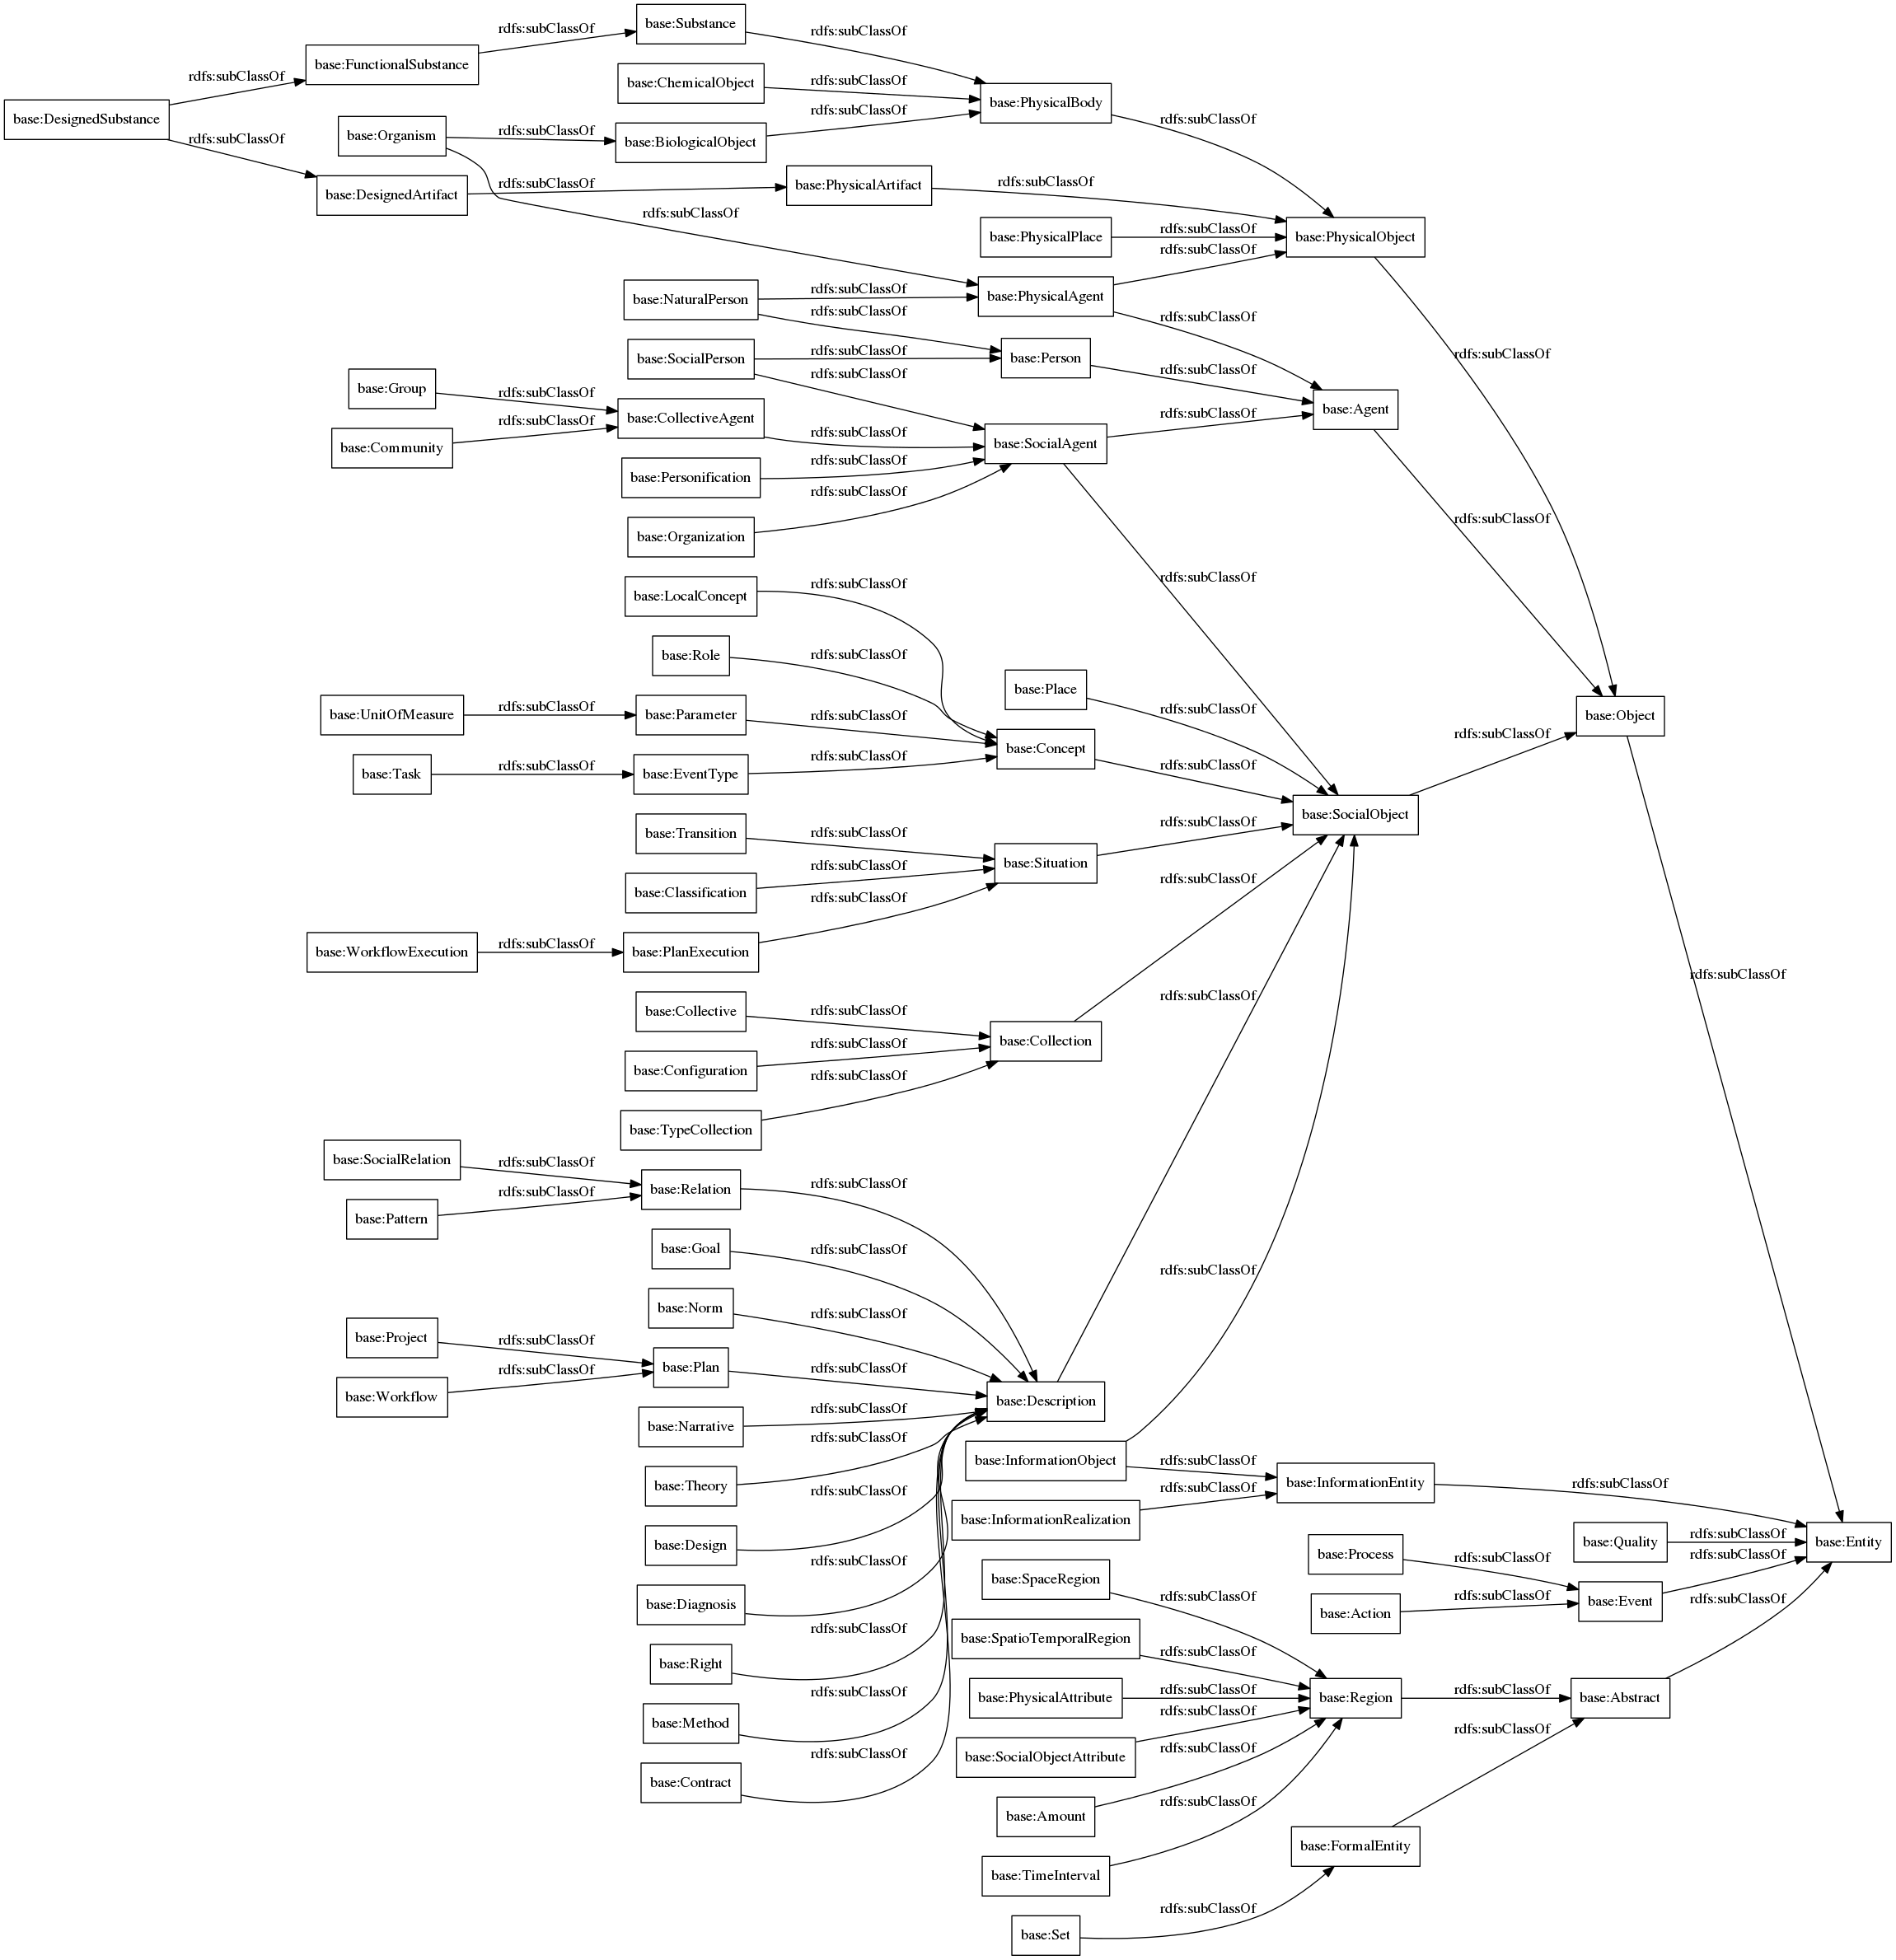 base:Substance
rdfs:subClassOf
rdfs:subClassOf
base:FunctionalSubstance
rdfs:subClassOf
base:ChemicalObject
rdfs:subClassOf
base:PhysicalBody
rdfs:subClassOf
base:DesignedSubstance
rdfs:subClassOf
base:Organism
rdfs:subClassOf
base:BiologicalObject
rdfs:subClassOf
rdfs:subClassOf
base:DesignedArtifact
rdfs:subClassOf
base:PhysicalArtifact
rdfs:subClassOf
rdfs:subClassOf
base:PhysicalPlace
rdfs:subClassOf
base:PhysicalObject
rdfs:subClassOf
base:NaturalPerson
rdfs:subClassOf
base:PhysicalAgent
rdfs:subClassOf
rdfs:subClassOf
base:SocialPerson
rdfs:subClassOf
base:Person
rdfs:subClassOf
rdfs:subClassOf
rdfs:subClassOf
base:Group
rdfs:subClassOf
base:Agent
base:CollectiveAgent
rdfs:subClassOf
rdfs:subClassOf
base:Community
rdfs:subClassOf
base:SocialAgent
base:Personification
rdfs:subClassOf
rdfs:subClassOf
rdfs:subClassOf
base:Organization
base:LocalConcept
rdfs:subClassOf
rdfs:subClassOf
base:Role
rdfs:subClassOf
base:Place
rdfs:subClassOf
base:UnitOfMeasure
rdfs:subClassOf
base:Parameter
rdfs:subClassOf
base:Object
rdfs:subClassOf
base:Concept
rdfs:subClassOf
base:Task
rdfs:subClassOf
base:EventType
rdfs:subClassOf
base:SocialObject
base:Transition
rdfs:subClassOf
rdfs:subClassOf
base:Situation
base:Classification
rdfs:subClassOf
rdfs:subClassOf
rdfs:subClassOf
base:WorkflowExecution
rdfs:subClassOf
base:PlanExecution
rdfs:subClassOf
base:Collective
rdfs:subClassOf
rdfs:subClassOf
base:Collection
base:Configuration
rdfs:subClassOf
rdfs:subClassOf
base:TypeCollection
base:SocialRelation
rdfs:subClassOf
base:Relation
rdfs:subClassOf
base:Pattern
rdfs:subClassOf
base:Goal
rdfs:subClassOf
rdfs:subClassOf
base:Norm
rdfs:subClassOf
base:Project
rdfs:subClassOf
base:Plan
rdfs:subClassOf
base:Workflow
rdfs:subClassOf
base:Description
base:Narrative
rdfs:subClassOf
rdfs:subClassOf
base:InformationObject
rdfs:subClassOf
base:Theory
base:InformationEntity
rdfs:subClassOf
rdfs:subClassOf
rdfs:subClassOf
base:InformationRealization
base:Design
base:Process
rdfs:subClassOf
base:Quality
rdfs:subClassOf
base:Entity
rdfs:subClassOf
base:SpaceRegion
rdfs:subClassOf
rdfs:subClassOf
base:Diagnosis
base:Action
rdfs:subClassOf
base:Event
rdfs:subClassOf
rdfs:subClassOf
base:SpatioTemporalRegion
rdfs:subClassOf
base:Right
rdfs:subClassOf
base:PhysicalAttribute
rdfs:subClassOf
base:Region
rdfs:subClassOf
base:Abstract
base:Method
rdfs:subClassOf
rdfs:subClassOf
base:SocialObjectAttribute
rdfs:subClassOf
rdfs:subClassOf
base:Contract
base:Amount
rdfs:subClassOf
base:FormalEntity
base:TimeInterval
rdfs:subClassOf
base:Set